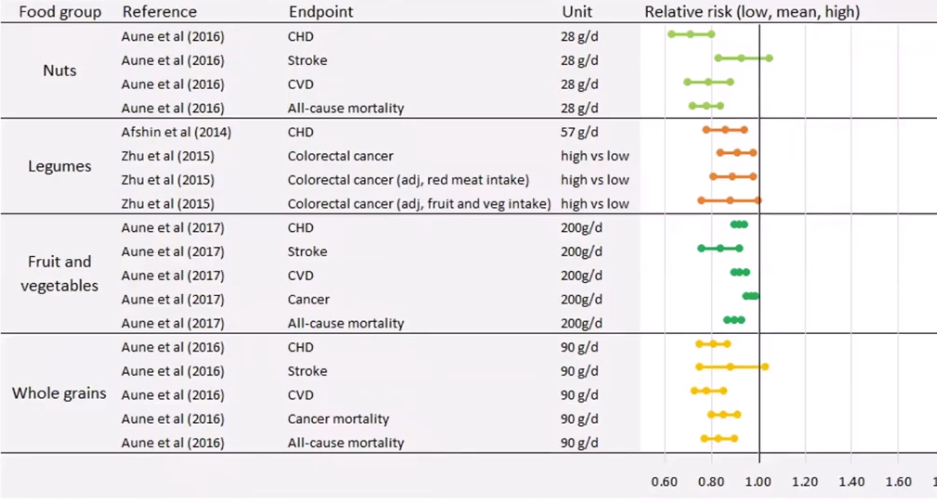 Food group Reference Endpoint Unit Relative risk (low, mean, high)
Nuts
Aune et al (2016) CHD 28 g/d
Aune et al (2016) Stroke 28 g/d
Aune et al (2016) CVD 28 g/d
Aune et al (2016) All-cause mortality 28 g/d
Legumes
Afshin et al (2014) CHD 57 g/d
Zhu et al (2015) Colorectal cancer high vs low
Zhu et al (2015) Colorectal cancer (adj, red meat intake) high vs low
Zhu et al (2015) Colorectal cancer (adj, fruit and veg intake) high vs low
Fruit and
vegetables
Aune et al (2017) CHD 200g/d
Aune et al (2017) Stroke 200g/d
Aune et al (2017) CVD 200g/d
Aune et al (2017) Cancer 200g/d
Aune et al (2017) All-cause mortality 200g/d
Whole grains
Aune et al (2016) CHD 90 g/d
Aune et al (2016) Stroke 90 g/d
Aune et al (2016) CVD 90 g/d
Aune et al (2016) Cancer mortality 90 g/d
Aune et al (2016) All-cause mortality 90 g/d
0.60 0.80 1.00 1.20 1.40 1.60